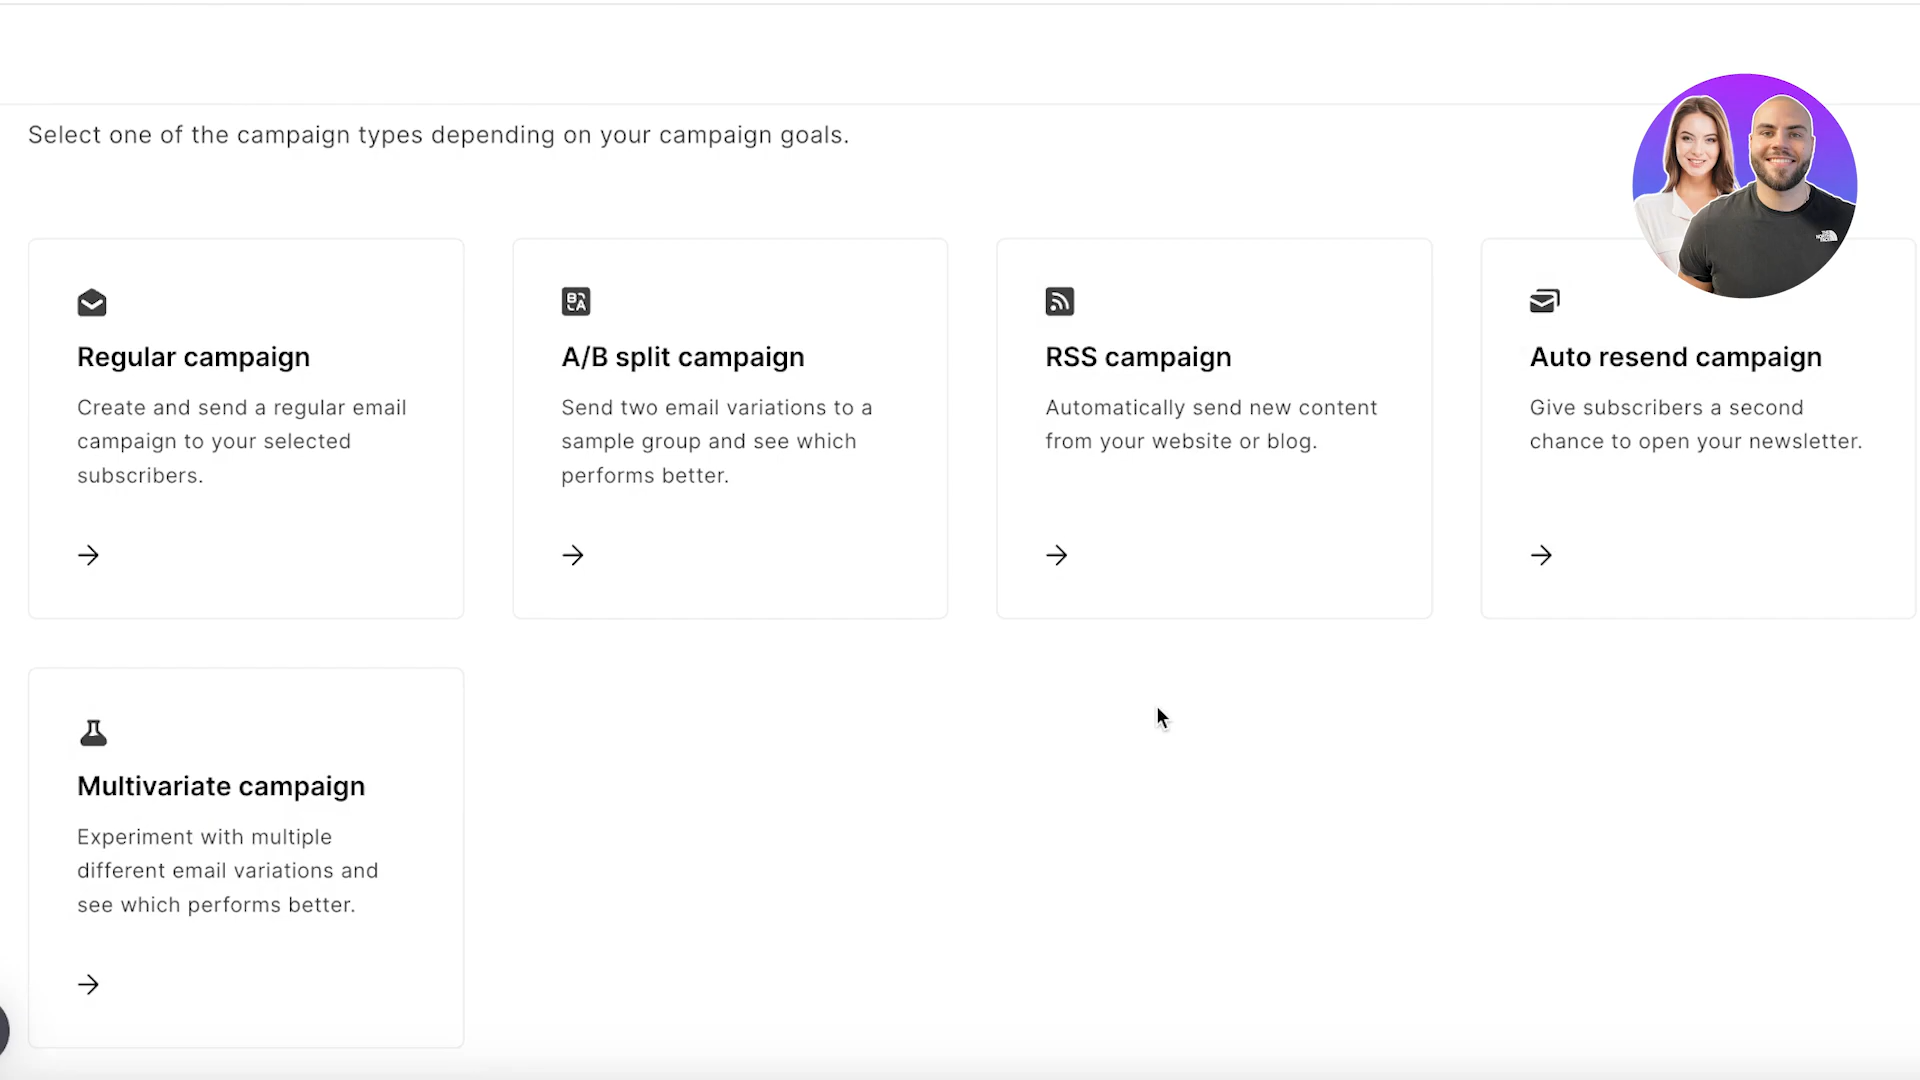 Select one of the campaign types depending on your campaign goals.
Regular campaign
Create and send a regular email
campaign to your selected
subscribers.
A/B split campaign
Send two email variations to a
sample group and see which
performs better.
RSS campaign
Automatically send new content
from your website or blog.
Auto resend campaign
Give subscribers a second
chance to open your newsletter.
Multivariate campaign
Experiment with multiple
different email variations and
see which performs better.
THE
NORTH
FACE